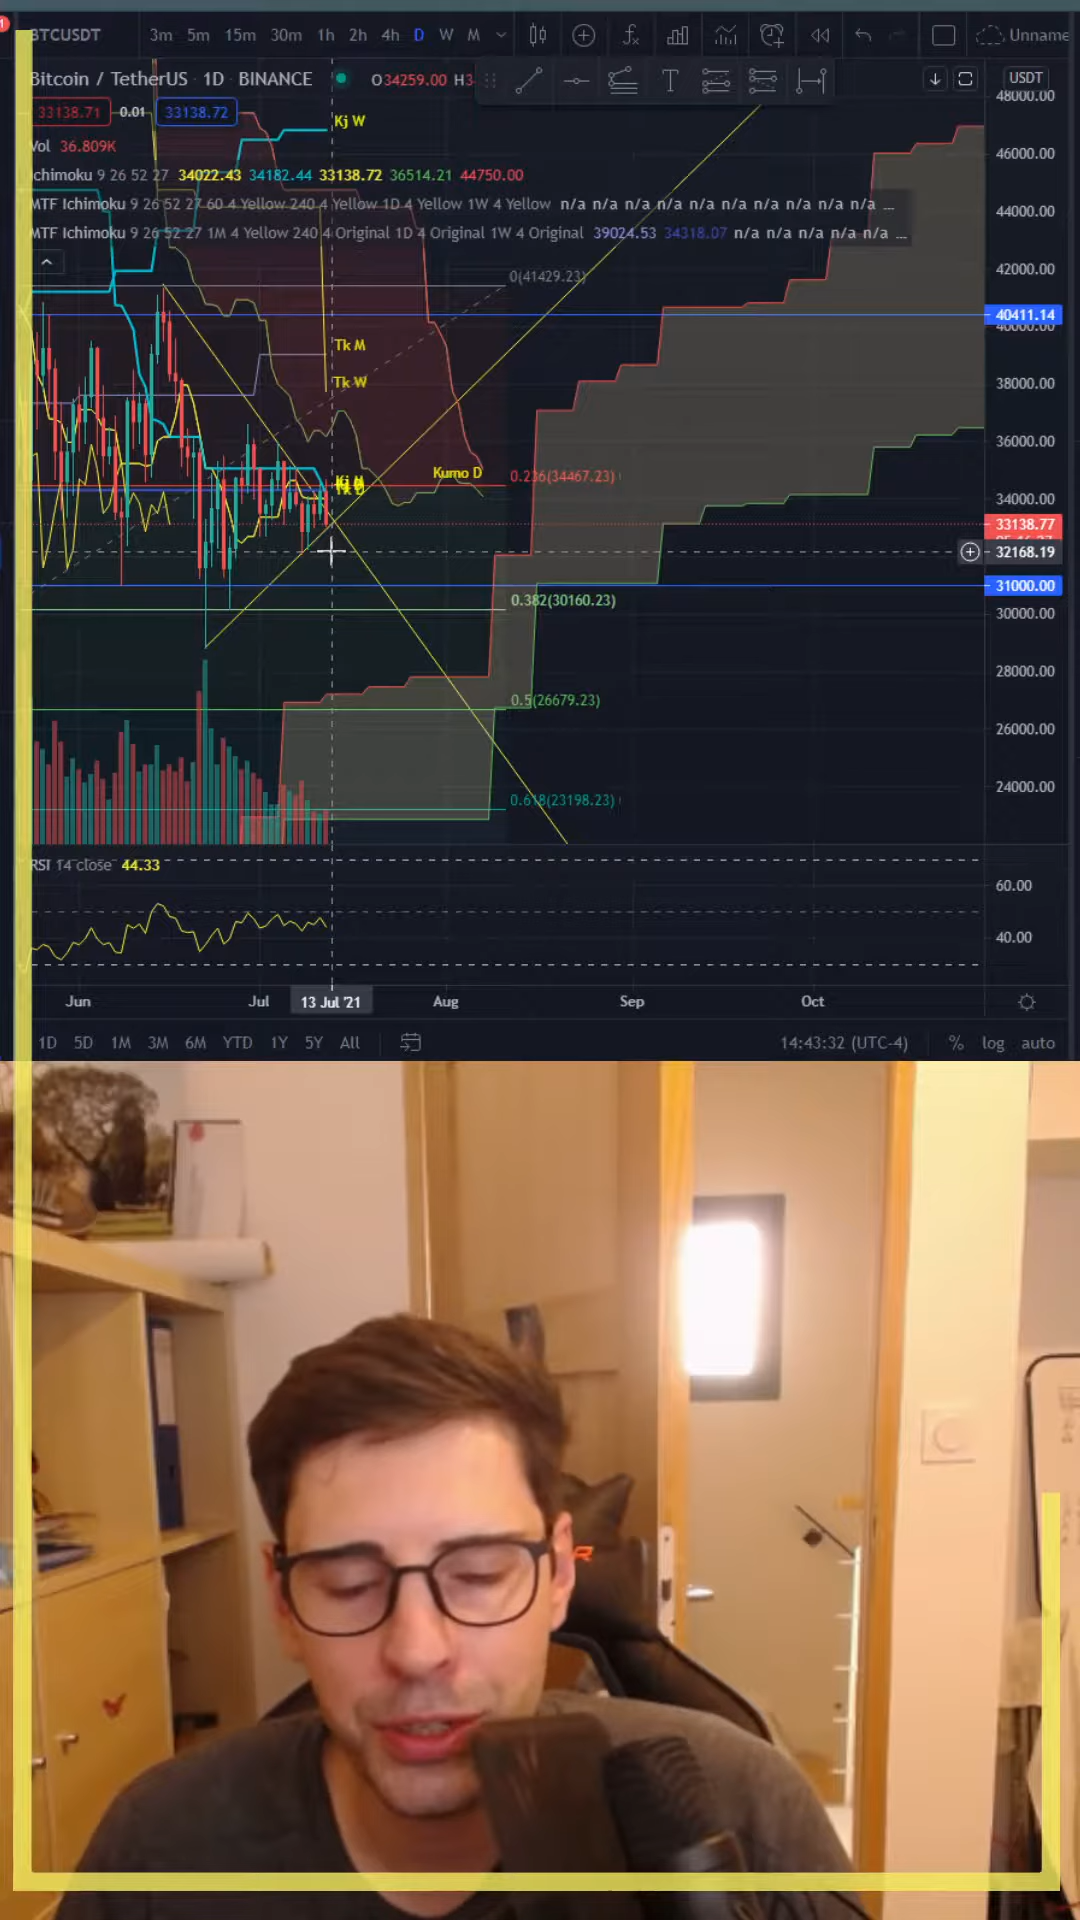 BTCUSDT 3m 5m 15m 30m 1h 2h 4h D W M Unname
Bitcoin / TetherUS · 1D · BINANCE O34259.00 H3 USDT
33138.71 0.01 33138.72
Vol 36.809K
Ichimoku 9 26 52 27 34022.43 34182.44 33138.72 36514.21 44750.00
MTF Ichimoku 9 26 52 27 60 4 Yellow 240 4 Yellow 1D 4 Yellow 1W 4 Yellow n/a n/a n/a n/a n/a n/a n/a n/a n/a n/a ...
MTF Ichimoku 9 26 52 27 1M 4 Yellow 240 4 Original 1D 4 Original 1W 4 Original 39024.53 34318.07 n/a n/a n/a n/a n/a ...
Kj W
Tk M
Tk W
Kumo D
0(41429.23)
0.236(34467.23)
0.382(30160.23)
0.5(26679.23)
0.618(23198.23)
48000.00
46000.00
44000.00
42000.00
40411.14
40000.00
38000.00
36000.00
34000.00
33138.77
32168.19
31000.00
30000.00
28000.00
26000.00
24000.00
RSI 14 close 44.33
60.00
40.00
Jun Jul 13 Jul '21 Aug Sep Oct
1D 5D 1M 3M 6M YTD 1Y 5Y All 14:43:32 (UTC-4) % log auto